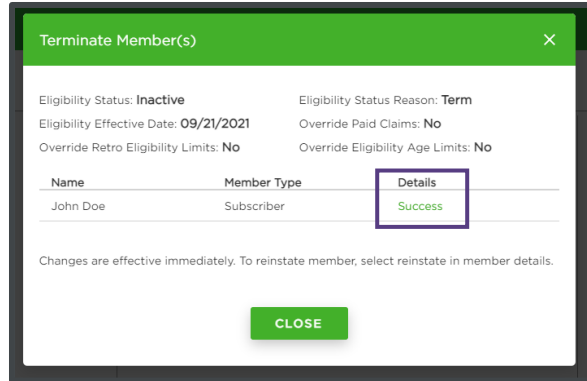 Terminate Member(s)
Eligibility Status: Inactive Eligibility Status Reason: Term
Eligibility Effective Date: 09/21/2021 Override Paid Claims: No
Override Retro Eligibility Limits: No Override Eligibility Age Limits: No
Name Member Type Details
John Doe Subscriber Success
Changes are effective immediately. To reinstate member, select reinstate in member details.
CLOSE